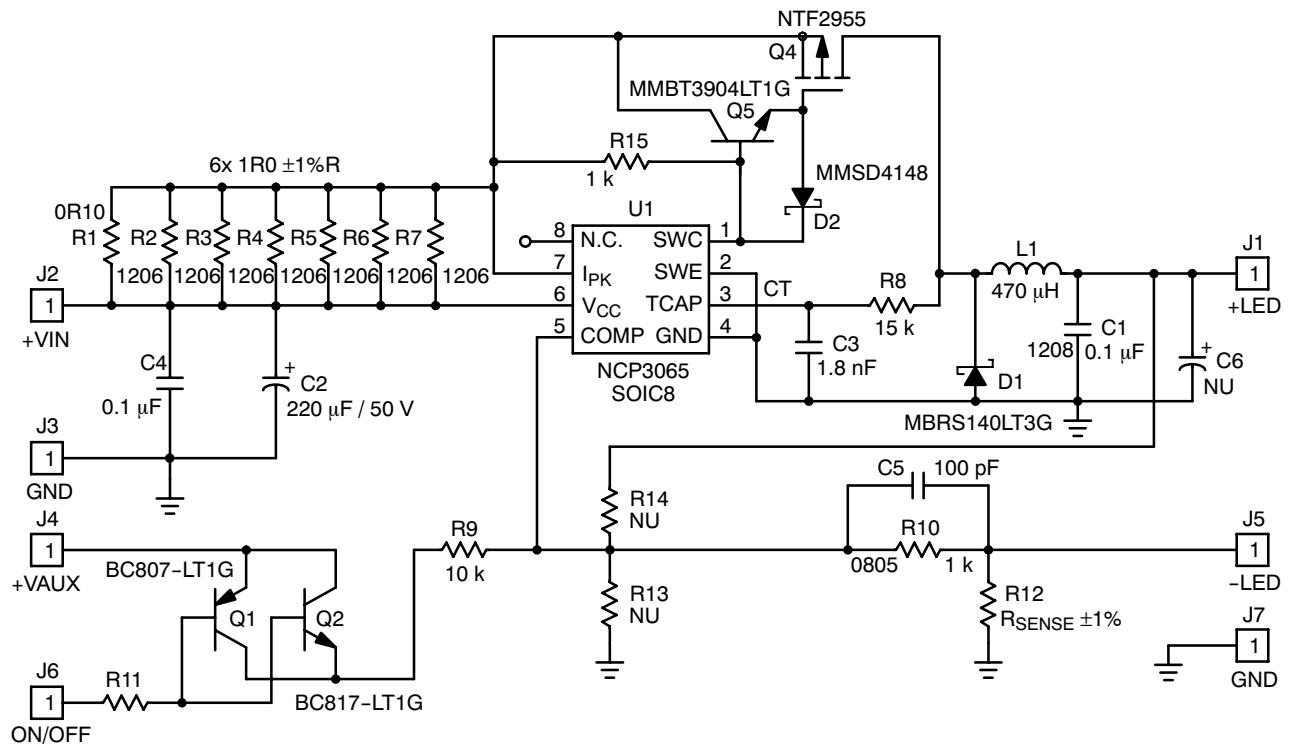 NTF2955
Q4
MMBT3904LT1G
Q5
R15
1 k
MMSD4148
D2
6x 1R0 ±1%R
0R10
R1
R2
R3
R4
R5
R6
R7
1206
1206
1206
1206
1206
1206
1206
U1
8 N.C. SWC 1
7 IPK SWE 2
6 VCC TCAP 3
5 COMP GND 4
NCP3065
SOIC8
CT
R8
15 k
C3
1.8 nF
L1
470 μH
D1
MBRS140LT3G
C1
1208 0.1 μF
+
C6
NU
J1
1
+LED
J2
1
+VIN
C4
0.1 μF
+
C2
220 μF / 50 V
J3
1
GND
J4
1
+VAUX
BC807-LT1G
Q1
Q2
R9
10 k
R14
NU
R13
NU
C5
100 pF
R10
0805
1 k
R12
RSENSE ±1%
J5
1
-LED
J7
1
GND
J6
1
ON/OFF
R11
BC817-LT1G